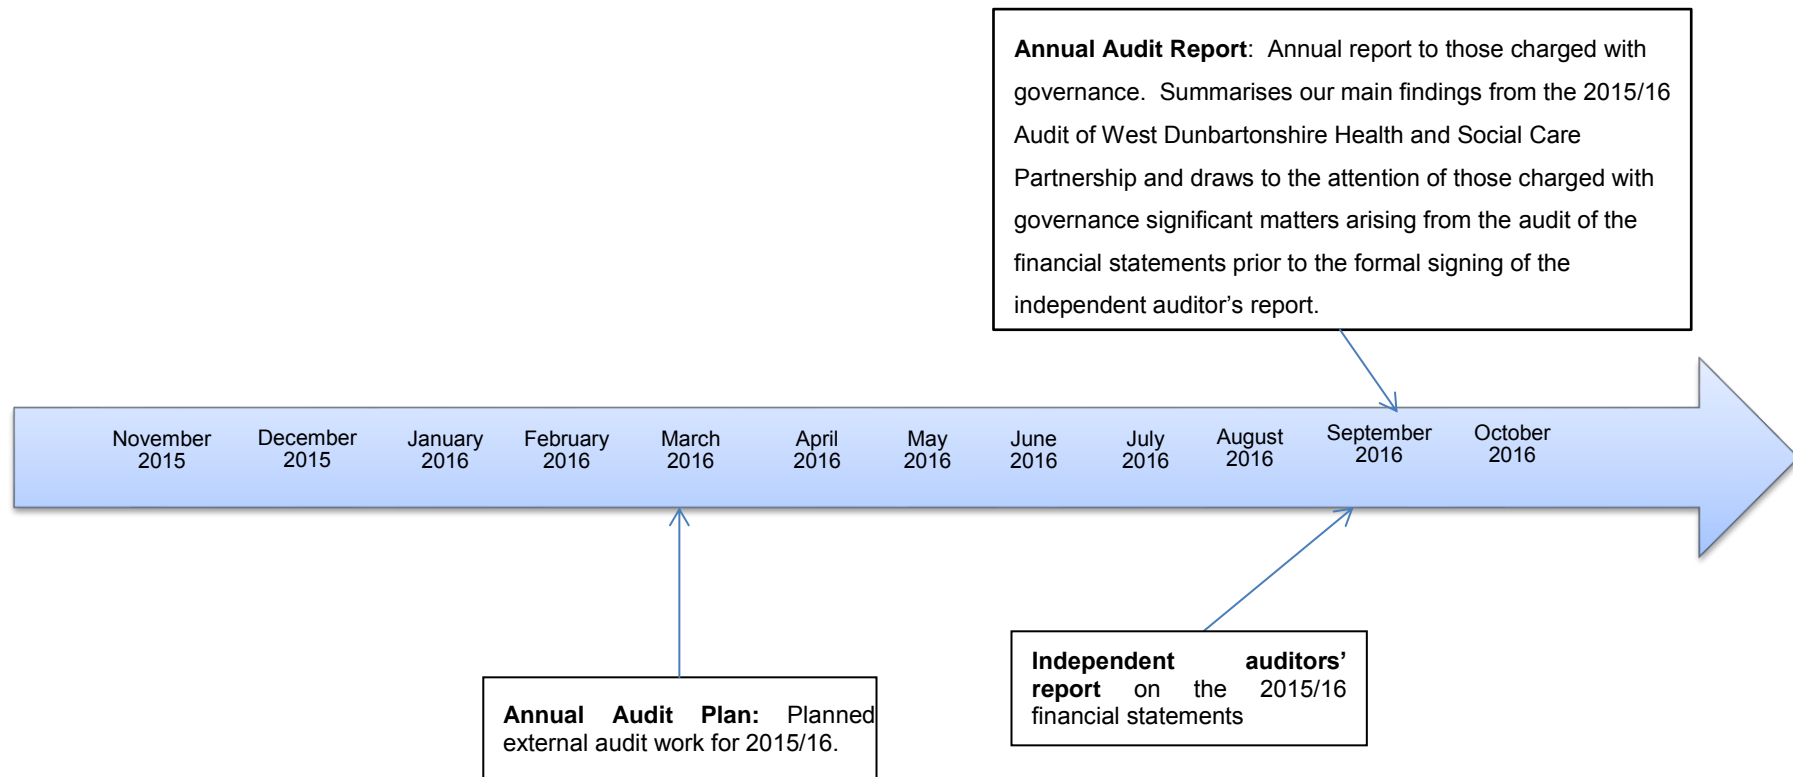 Annual Audit Report: Annual report to those charged with
governance. Summarises our main findings from the 2015/16
Audit of West Dunbartonshire Health and Social Care
Partnership and draws to the attention of those charged with
governance significant matters arising from the audit of the
financial statements prior to the formal signing of the
independent auditor’s report.
November
2015
December
2015
January
2016
February
2016
March
2016
April
2016
May
2016
June
2016
July
2016
August
2016
September
2016
October
2016
Annual Audit Plan: Planned
external audit work for 2015/16.
Independent auditors’
report on the 2015/16
financial statements